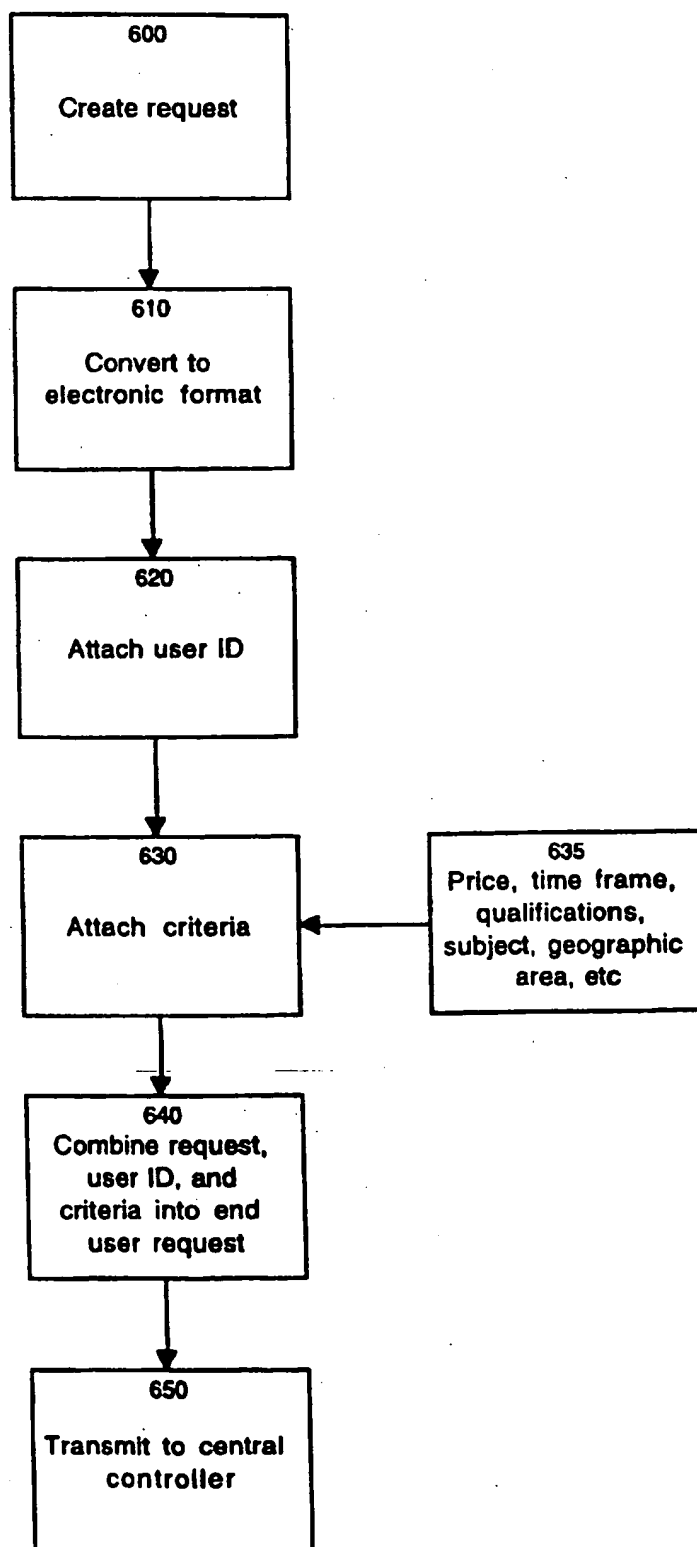 600
Create request
610
Convert to
electronic format
620
Attach user ID
630
Attach criteria
635
Price, time frame,
qualifications,
subject, geographic
area, etc
640
Combine request,
user ID, and
criteria into end
user request
650
Transmit to central
controller